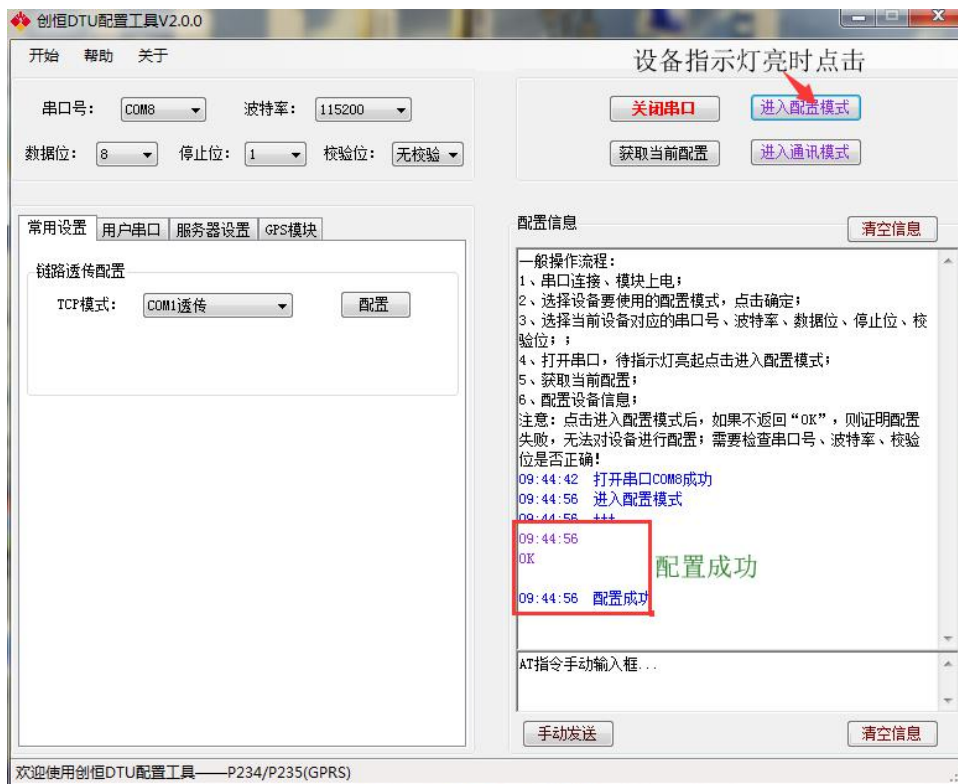 创恒DTU配置工具V2.0.0
开始 帮助 关于
设备指示灯亮时点击
串口号: COM8 波特率: 115200
关闭串口 进入配置模式
数据位: 8 停止位: 1 校验位: 无校验
获取当前配置 进入通讯模式
常用设置 用户串口 服务器设置 GPS模块
配置信息 清空信息
链路透传配置
TCP模式: COM1透传 配置
一般操作流程:
1、串口连接、模块上电;
2、选择设备要使用的配置模式, 点击确定;
3、选择当前设备对应的串口号、波特率、数据位、停止位、校
验位; ;
4、打开串口, 待指示灯亮起点击进入配置模式;
5、获取当前配置;
6、配置设备信息;
注意: 点击进入配置模式后, 如果不返回“OK”, 则证明配置
失败, 无法对设备进行配置; 需要检查串口号、波特率、校验
位是否正确!
09:44:42 打开串口COM8成功
09:44:56 进入配置模式
09:44:56 +++
09:44:56
OK
配置成功
09:44:56 配置成功
AT指令手动输入框...
手动发送 清空信息
欢迎使用创恒DTU配置工具——P234/P235(GPRS)